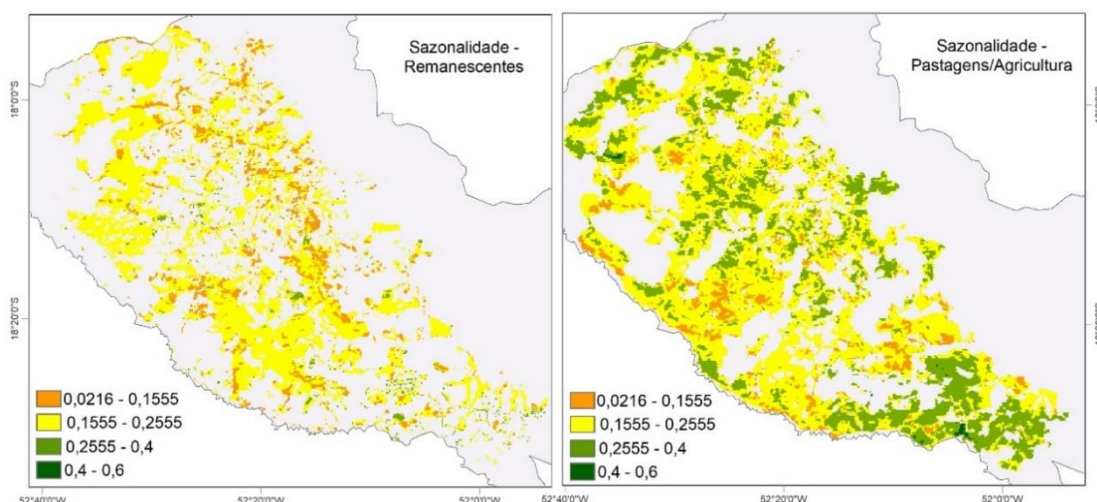 Sazonalidade -
Remanescentes
18°0'0"S
18°20'0"S
0,0216 - 0,1555
0,1555 - 0,2555
0,2555 - 0,4
0,4 - 0,6
52°40'0"W
52°20'0"W
52°0'0"W
Sazonalidade -
Pastagens/Agricultura
0,0216 - 0,1555
0,1555 - 0,2555
0,2555 - 0,4
0,4 - 0,6
52°40'0"W
52°20'0"W
52°0'0"W